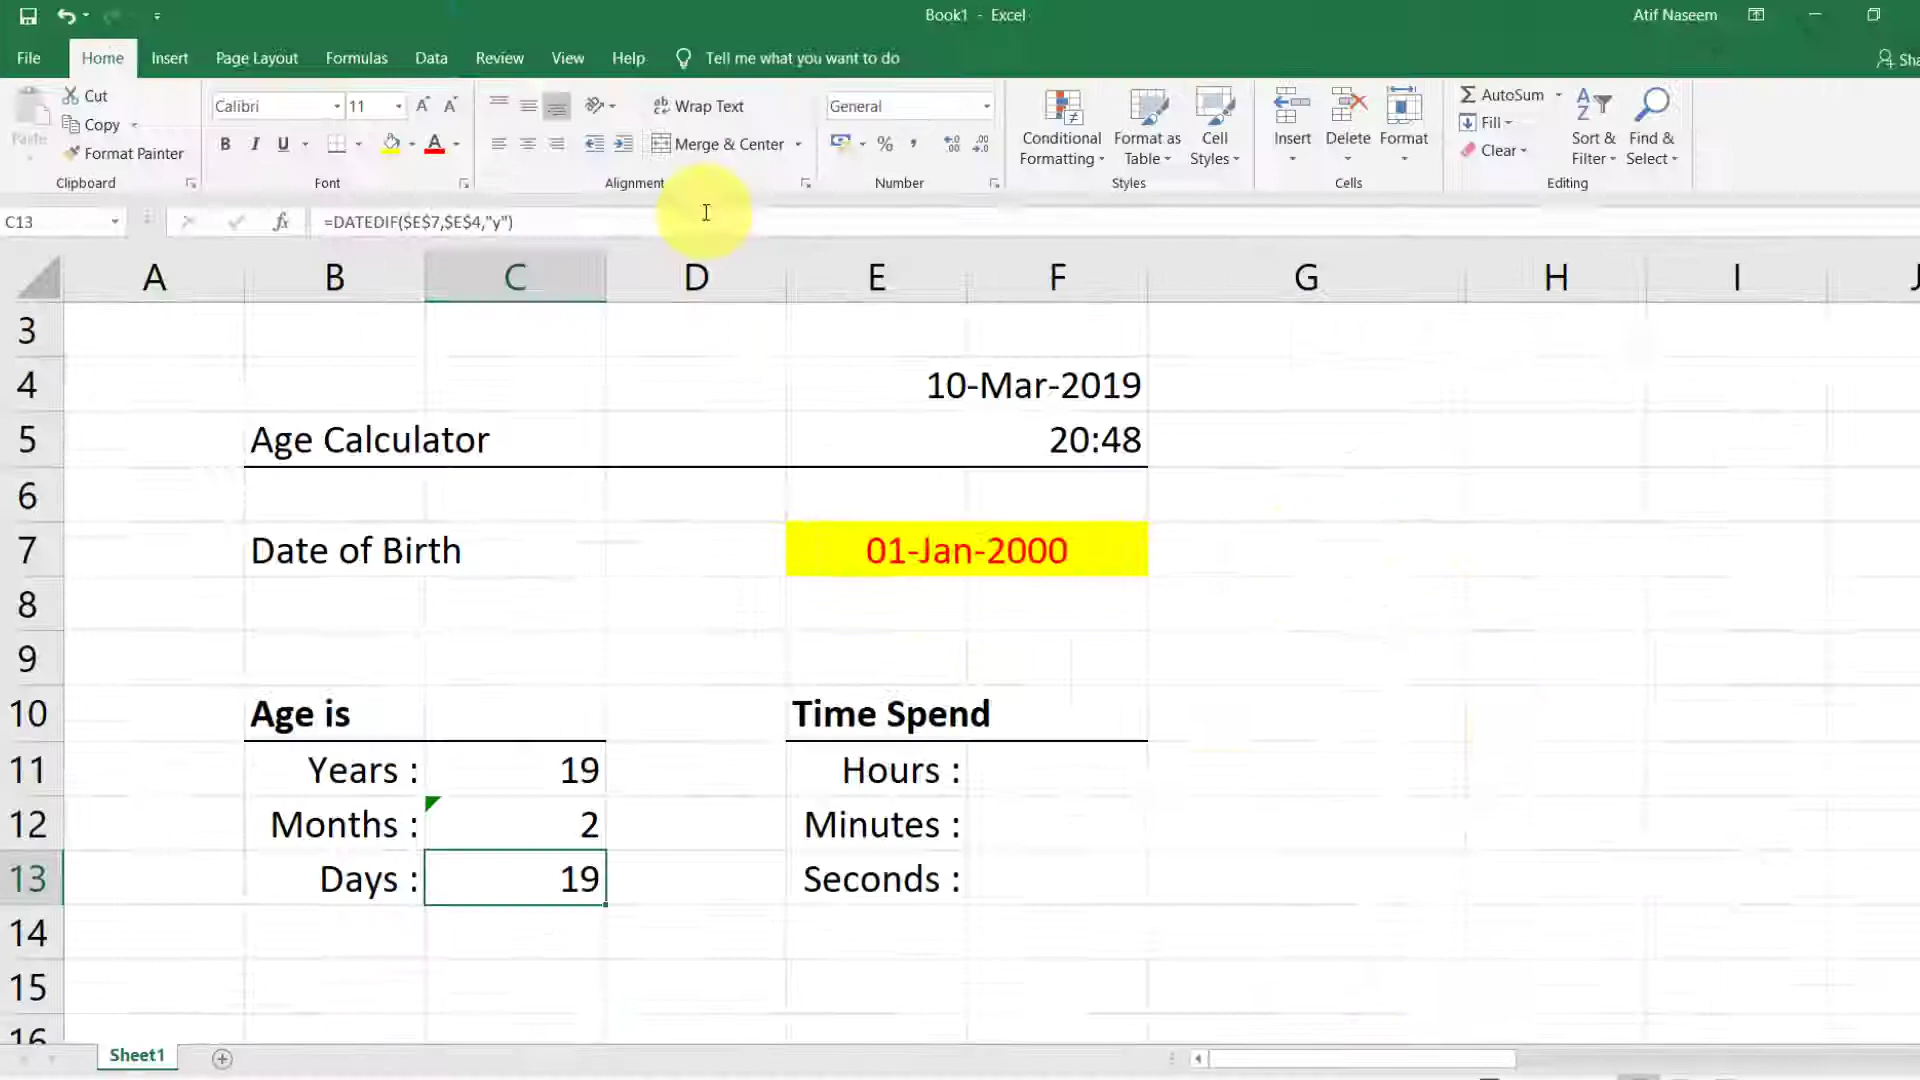 Book1 - Excel
Atif Naseem
File Home Insert Page Layout Formulas Data Review View Help Tell me what you want to do
Paste
Cut
Copy
Format Painter
Clipboard
Calibri 11
B I U
Font
Wrap Text
Merge & Center
Alignment
General
%
Number
Conditional Formatting
Format as Table
Cell Styles
Styles
Insert Delete Format
Cells
AutoSum
Fill
Clear
Sort & Filter
Find & Select
Editing
C13
fx
=DATEDIF($E$7,$E$4,"y")
A B C D E F G H I J
3
4 10-Mar-2019
5 Age Calculator 20:48
6
7 Date of Birth 01-Jan-2000
8
9
10 Age is Time Spend
11 Years : 19 Hours :
12 Months : 2 Minutes :
13 Days : 19 Seconds :
14
15
16
Sheet1